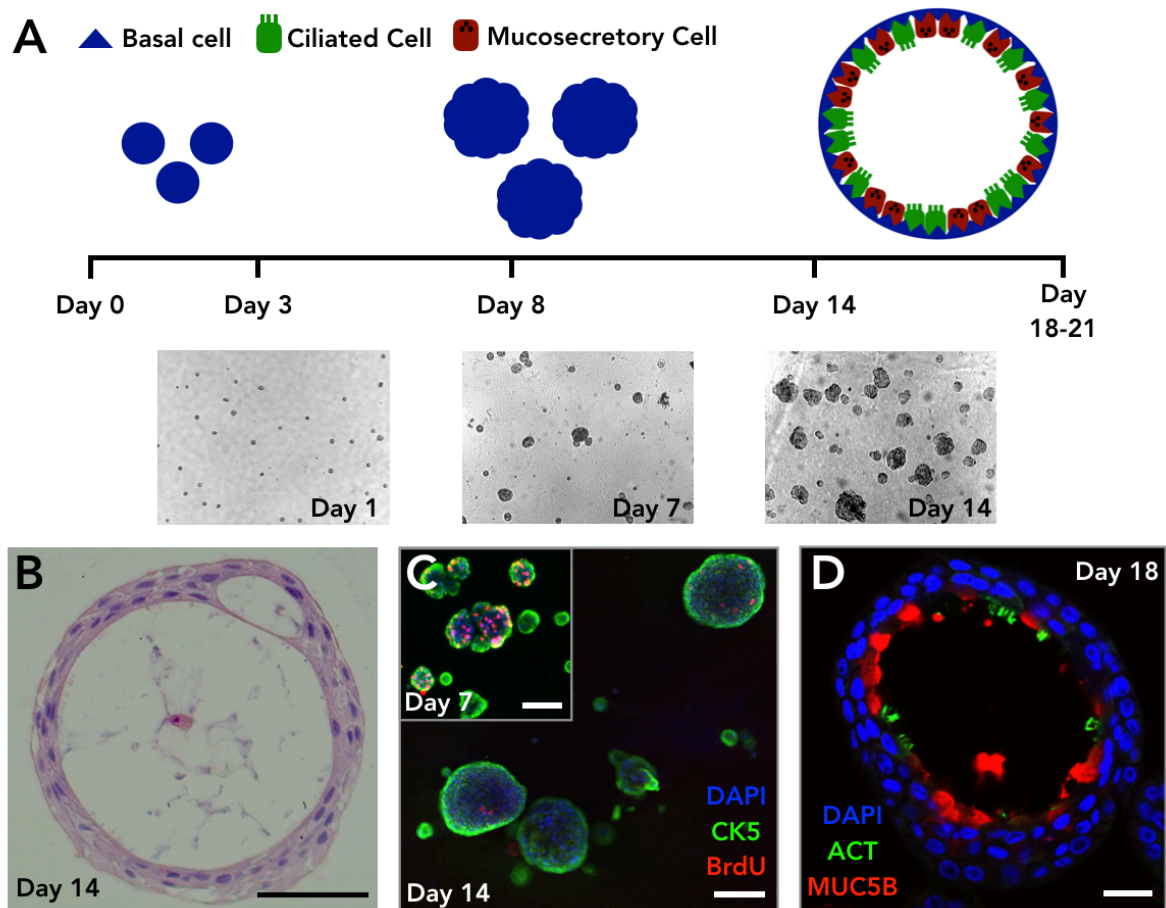 A
Basal cell
Ciliated Cell
Mucosecretory Cell
Day 0
Day 3
Day 8
Day 14
Day
18-21
Day 1
Day 7
Day 14
B
Day 14
C
Day 7
DAPI
CK5
BrdU
Day 14
D
Day 18
DAPI
ACT
MUC5B